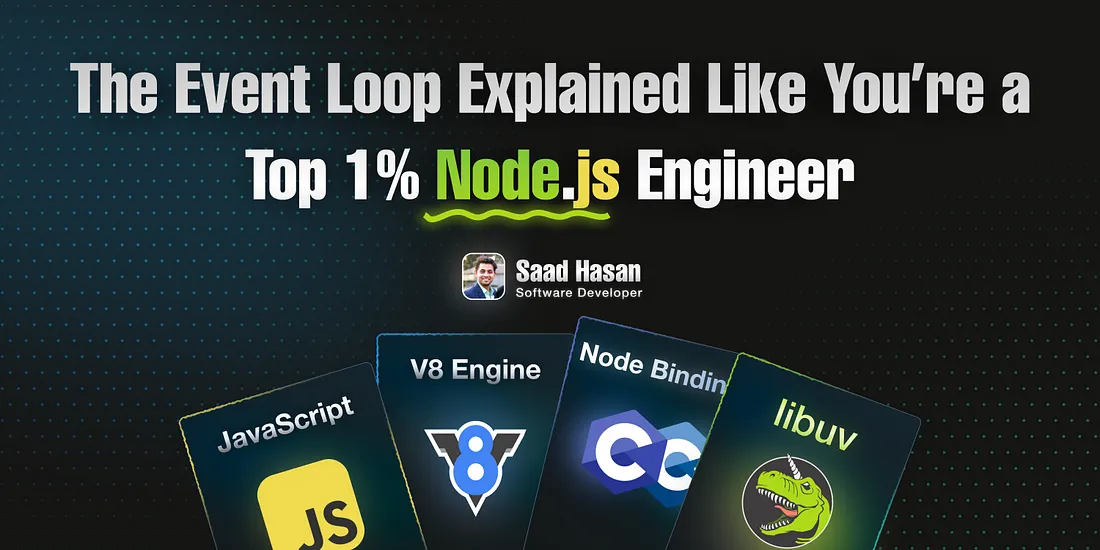 The Event Loop Explained Like You're a
Top 1% Node.js Engineer
Saad Hasan
Software Developer
JavaScript
V8 Engine
Node Bindin
libuv
JS
8
C
C